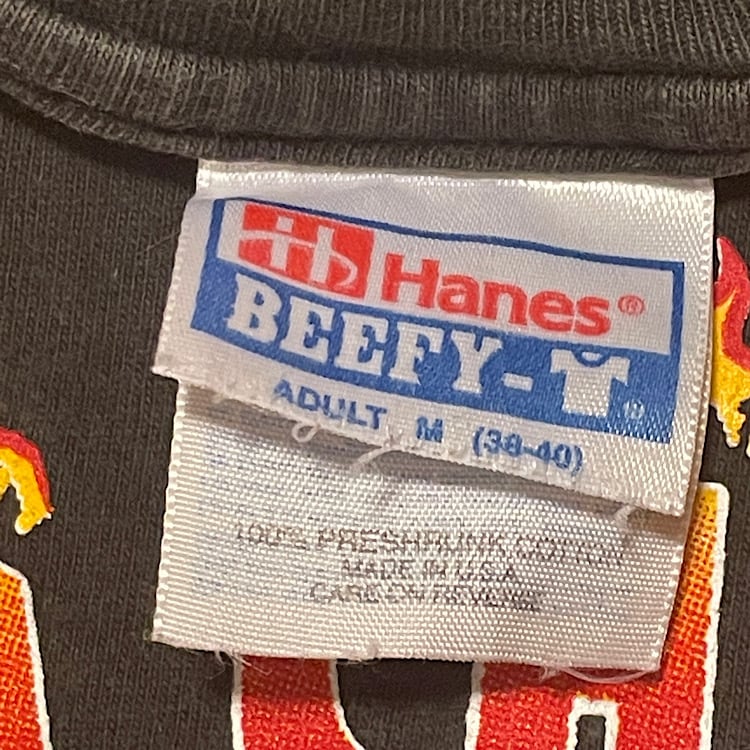 Hanes®
BEEFY-T®
ADULT M (38-40)
100% PRESHRUNK COTTON
MADE IN U.S.A.
CARE ON REVERSE